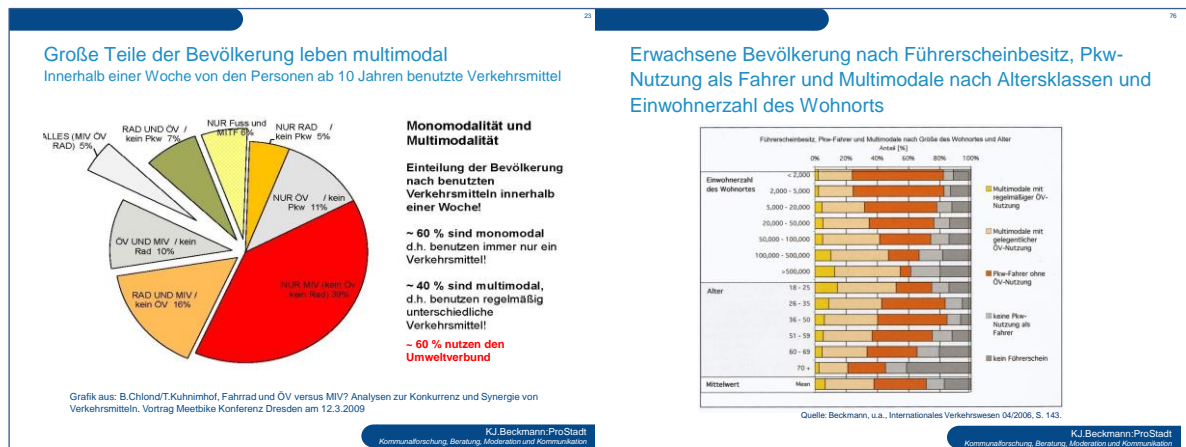 23
Große Teile der Bevölkerung leben multimodal
Innerhalb einer Woche von den Personen ab 10 Jahren benutzte Verkehrsmittel
ALLES (MIV ÖV
RAD) 5%
RAD UND ÖV /
kein Pkw 7%
NUR Fuss und
MITF 6%
NUR RAD /
kein Pkw 5%
NUR ÖV / kein
Pkw 11%
NUR MIV (kein Öv
kein Rad) 39%
RAD UND MIV /
kein ÖV 16%
ÖV UND MIV / kein
Rad 10%
Monomodalität und
Multimodalität
Einteilung der Bevölkerung
nach benutzten
Verkehrsmitteln innerhalb
einer Woche!
~ 60 % sind monomodal
d.h. benutzen immer nur ein
Verkehrsmittel!
~ 40 % sind multimodal,
d.h. benutzen regelmäßig
unterschiedliche
Verkehrsmittel!
~ 60 % nutzen den
Umweltverbund
Grafik aus: B.Chlond/T.Kuhnimhof, Fahrrad und ÖV versus MIV? Analysen zur Konkurrenz und Synergie von
Verkehrsmitteln. Vortrag Meetbike Konferenz Dresden am 12.3.2009
KJ.Beckmann:ProStadt
Kommunalforschung, Beratung, Moderation und Kommunikation
76
Erwachsene Bevölkerung nach Führerscheinbesitz, Pkw-
Nutzung als Fahrer und Multimodale nach Altersklassen und
Einwohnerzahl des Wohnorts
Führerscheinbesitz, Pkw-Fahrer und Multimodale nach Größe des Wohnortes und Alter
Anteil [%]
0% 20% 40% 60% 80% 100%
Einwohnerzahl
des Wohnortes
< 2,000
2,000 - 5,000
5,000 - 20,000
20,000 - 50,000
50,000 - 100,000
100,000 - 500,000
>500,000
Alter
18 - 25
26 - 35
36 - 50
51 - 59
60 - 69
70 +
Mittelwert
Mean
Multimodale mit
regelmäßiger ÖV-
Nutzung
Multimodale mit
gelegentlicher
ÖV-Nutzung
Pkw-Fahrer ohne
ÖV-Nutzung
keine Pkw-
Nutzung als
Fahrer
kein Führerschein
Quelle: Beckmann, u.a., Internationales Verkehrswesen 04/2006, S. 143.
KJ.Beckmann:ProStadt
Kommunalforschung, Beratung, Moderation und Kommunikation